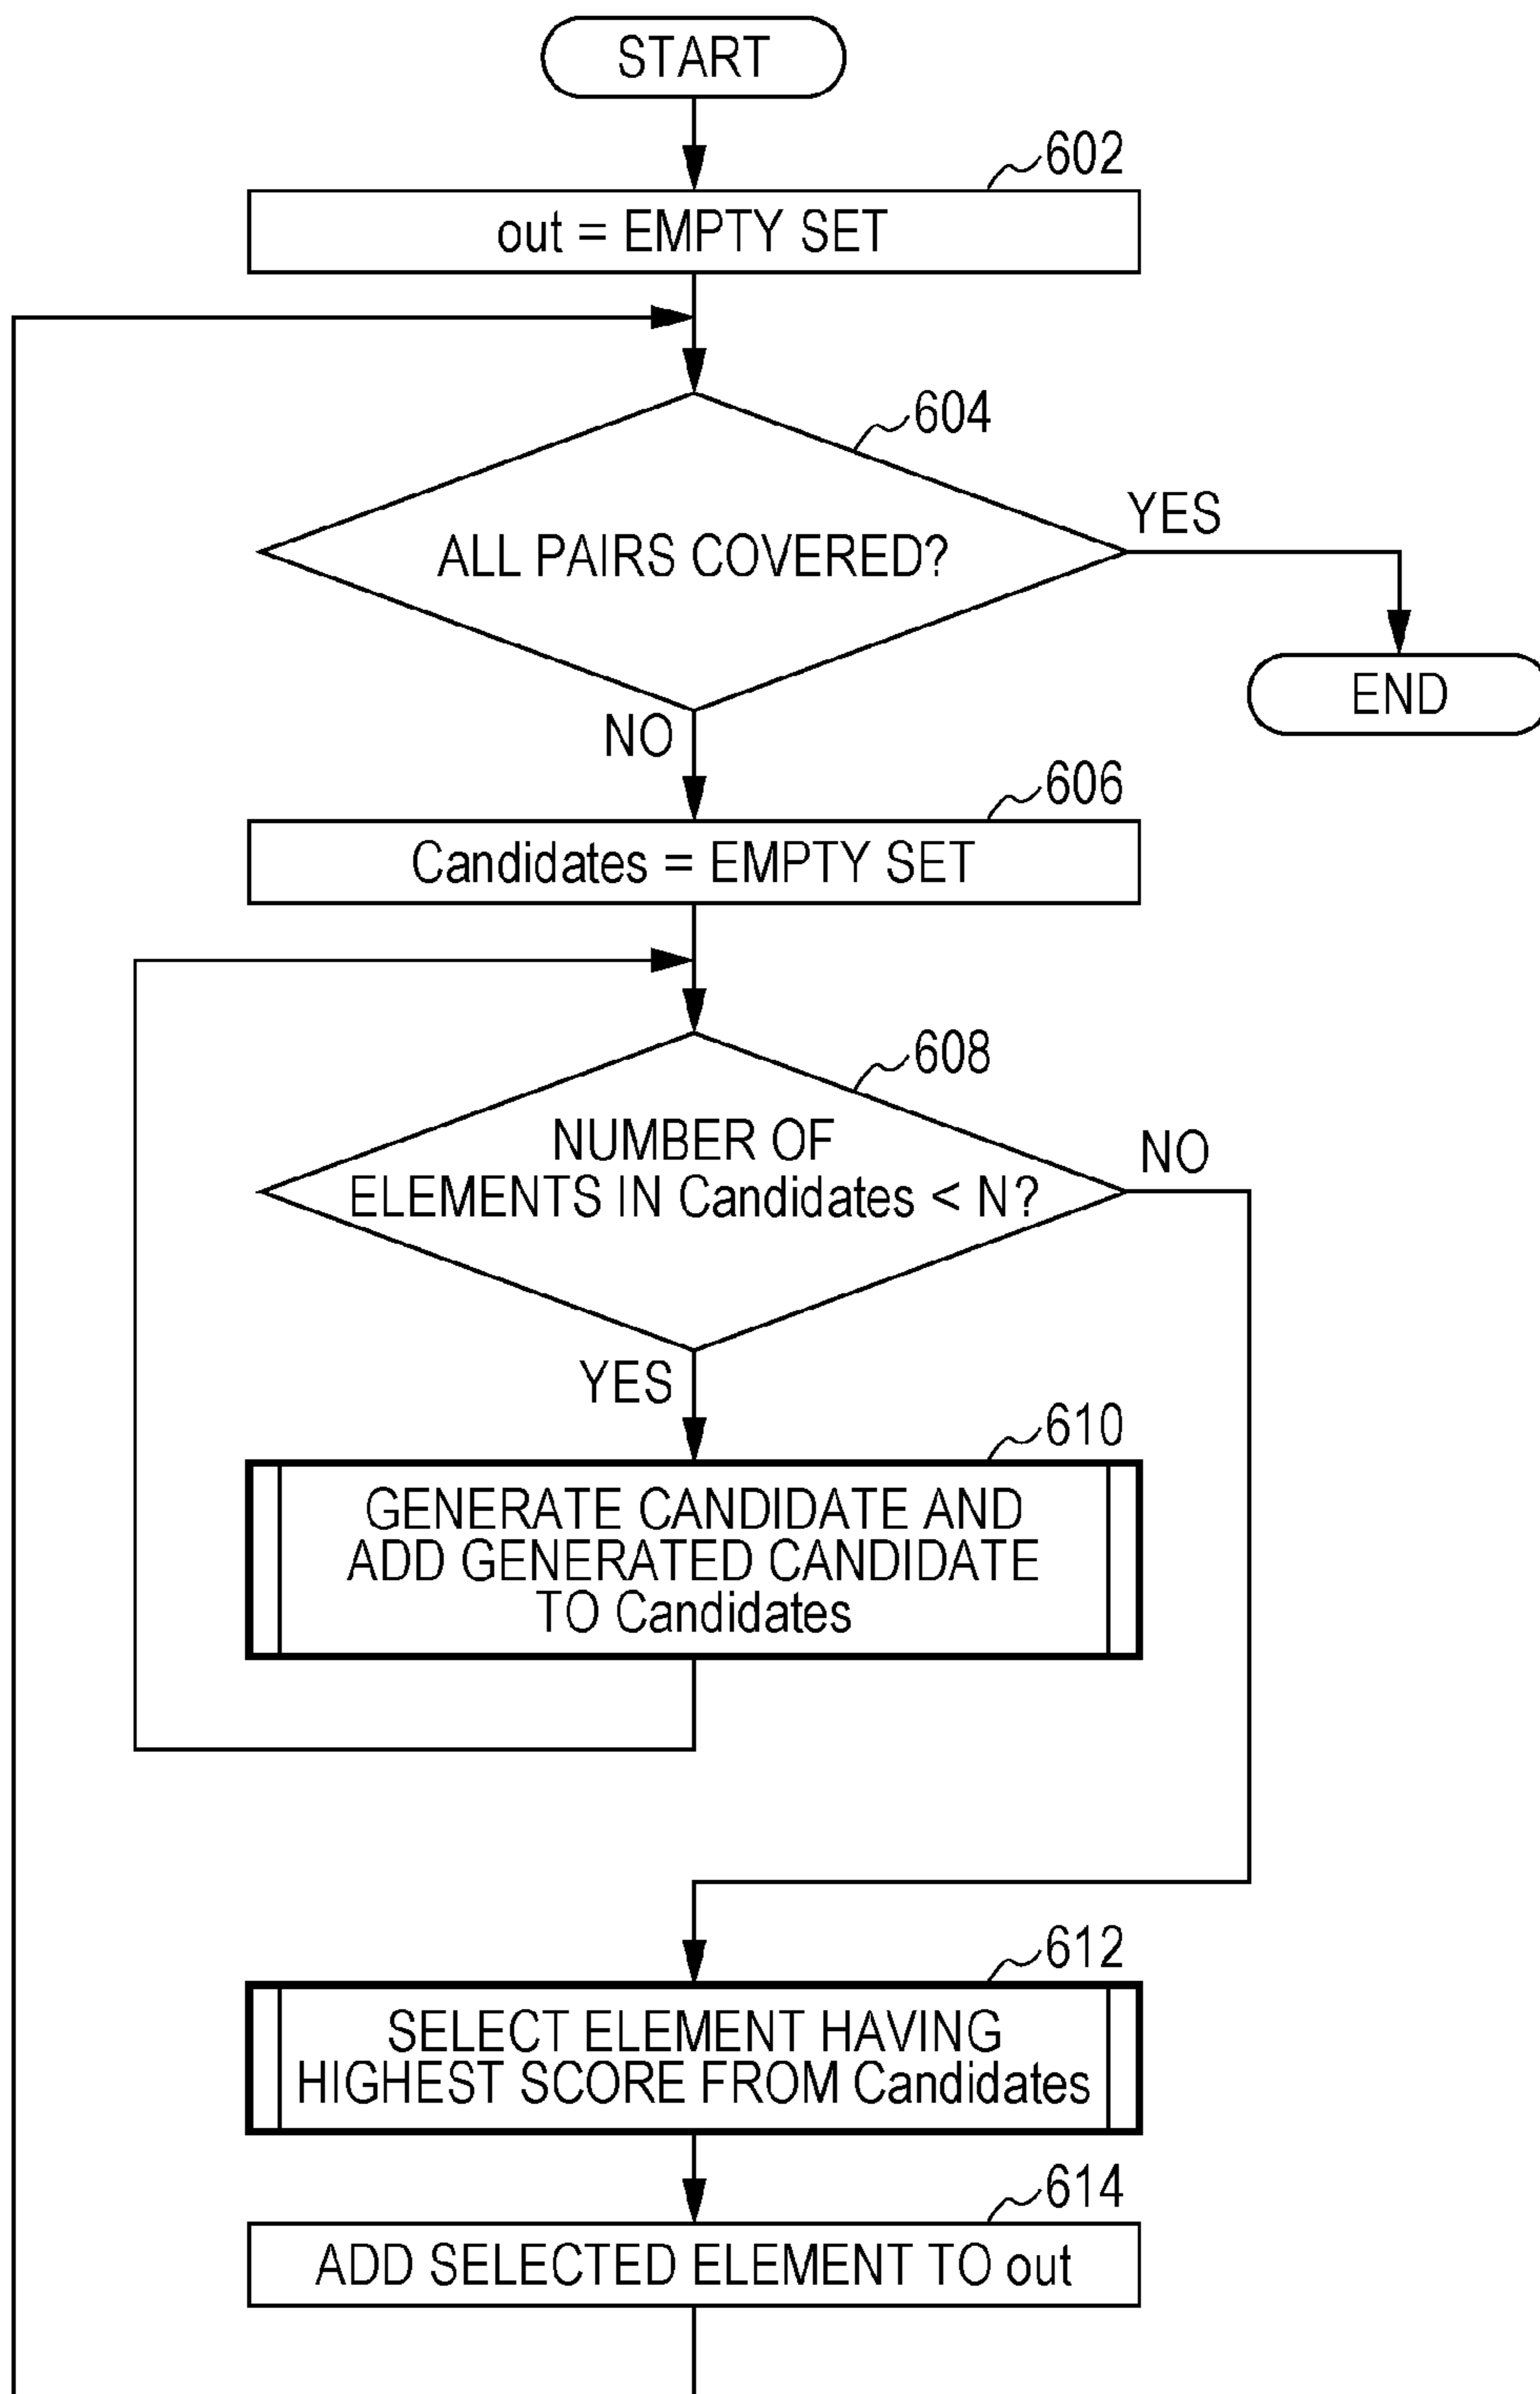 START
602
out = EMPTY SET
604
ALL PAIRS COVERED?
YES
END
NO
606
Candidates = EMPTY SET
608
NUMBER OF
ELEMENTS IN Candidates < N?
NO
YES
610
GENERATE CANDIDATE AND
ADD GENERATED CANDIDATE
TO Candidates
612
SELECT ELEMENT HAVING
HIGHEST SCORE FROM Candidates
614
ADD SELECTED ELEMENT TO out